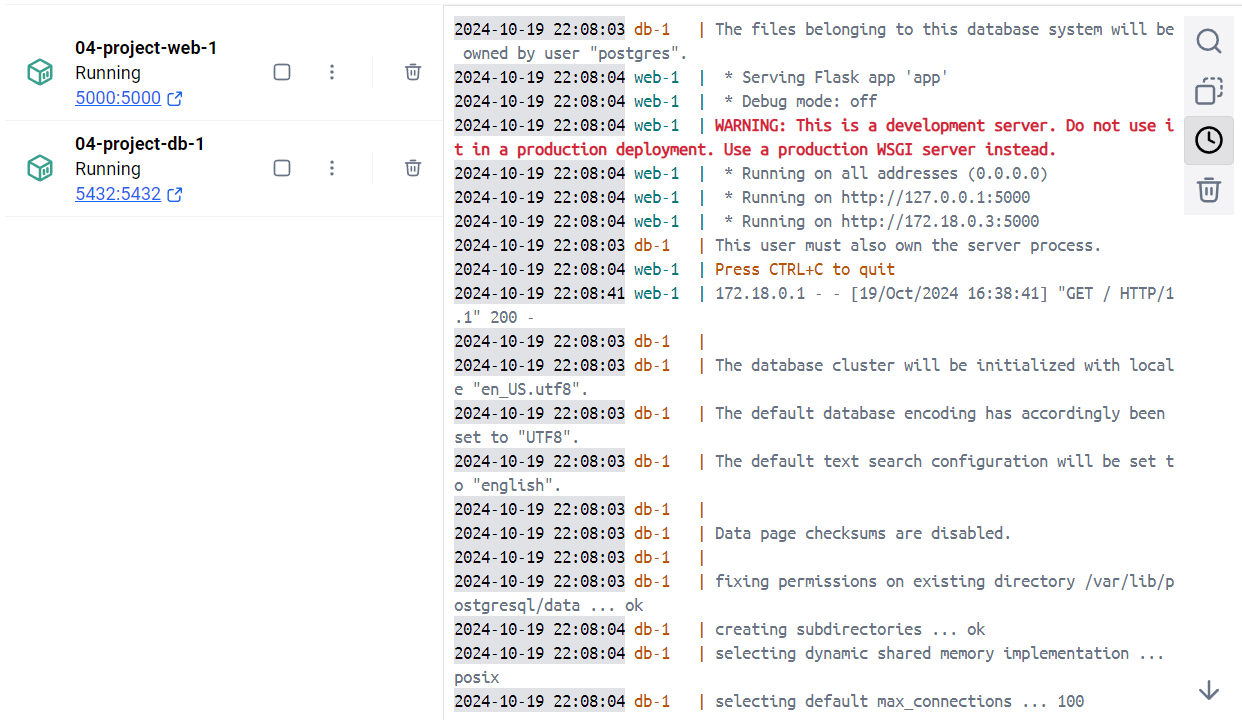 04-project-web-1
Running
5000:5000
04-project-db-1
Running
5432:5432
2024-10-19 22:08:03 db-1   | The files belonging to this database system will be
 owned by user "postgres".
2024-10-19 22:08:04 web-1  |  * Serving Flask app 'app'
2024-10-19 22:08:04 web-1  |  * Debug mode: off
2024-10-19 22:08:04 web-1  | WARNING: This is a development server. Do not use i
t in a production deployment. Use a production WSGI server instead.
2024-10-19 22:08:04 web-1  |  * Running on all addresses (0.0.0.0)
2024-10-19 22:08:04 web-1  |  * Running on http://127.0.0.1:5000
2024-10-19 22:08:04 web-1  |  * Running on http://172.18.0.3:5000
2024-10-19 22:08:03 db-1   | This user must also own the server process.
2024-10-19 22:08:04 web-1  | Press CTRL+C to quit
2024-10-19 22:08:41 web-1  | 172.18.0.1 - - [19/Oct/2024 16:38:41] "GET / HTTP/1
.1" 200 -
2024-10-19 22:08:03 db-1   |
2024-10-19 22:08:03 db-1   | The database cluster will be initialized with local
e "en_US.utf8".
2024-10-19 22:08:03 db-1   | The default database encoding has accordingly been
set to "UTF8".
2024-10-19 22:08:03 db-1   | The default text search configuration will be set t
o "english".
2024-10-19 22:08:03 db-1   |
2024-10-19 22:08:03 db-1   | Data page checksums are disabled.
2024-10-19 22:08:03 db-1   |
2024-10-19 22:08:03 db-1   | fixing permissions on existing directory /var/lib/p
ostgresql/data ... ok
2024-10-19 22:08:04 db-1   | creating subdirectories ... ok
2024-10-19 22:08:04 db-1   | selecting dynamic shared memory implementation ...
posix
2024-10-19 22:08:04 db-1   | selecting default max_connections ... 100